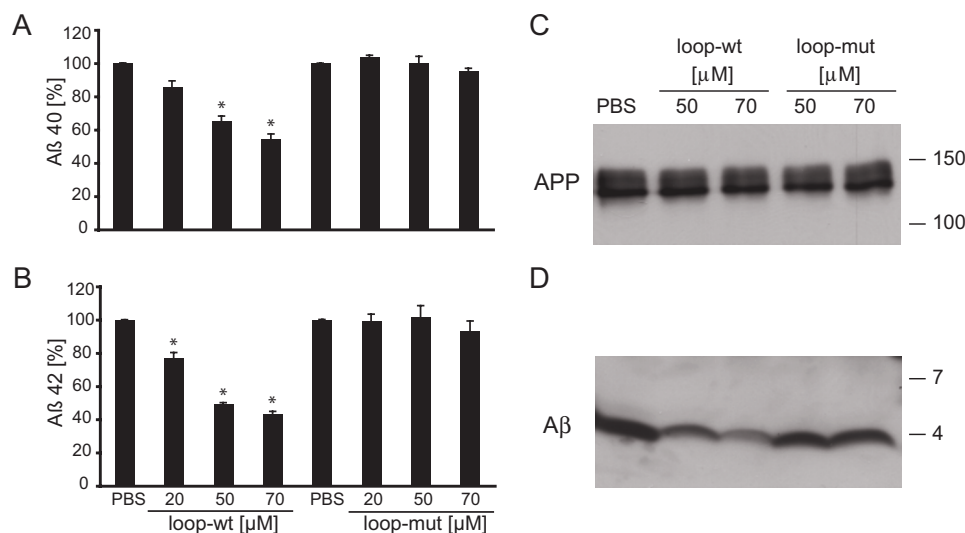 A
Aß 40 [%]
120
100
80
60
40
20
0
* *
B
Aß 42 [%]
120
100
80
60
40
20
0
* * *
PBS 20 50 70 PBS 20 50 70
loop-wt [µM] loop-mut [µM]
C
loop-wt loop-mut
[µM] [µM]
PBS 50 70 50 70
APP
150
100
D
Aβ
7
4